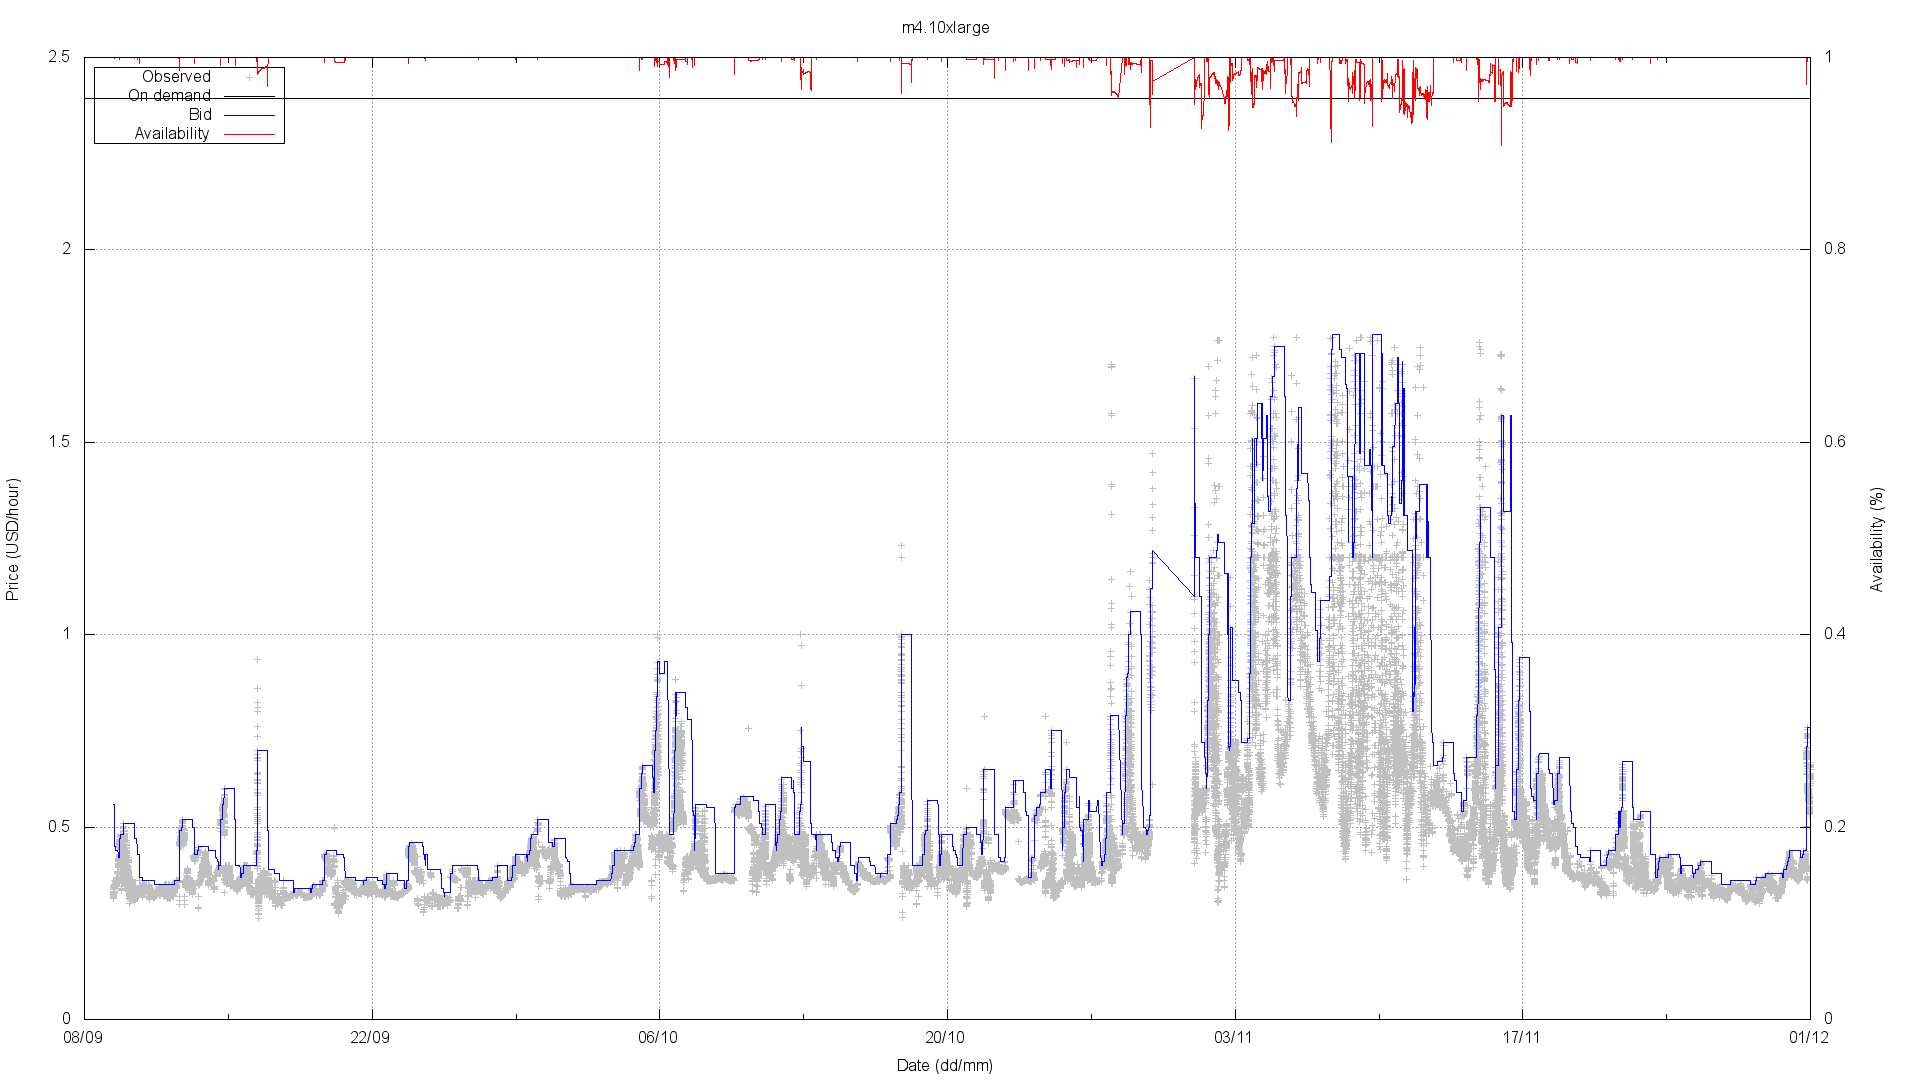 m4.10xlarge
2.5
2
1.5
1
0.5
0
1
0.8
0.6
0.4
0.2
0
Observed
On demand
Bid
Availability
Price (USD/hour)
Availability (%)
08/09 22/09 06/10 20/10 03/11 17/11 01/12
Date (dd/mm)